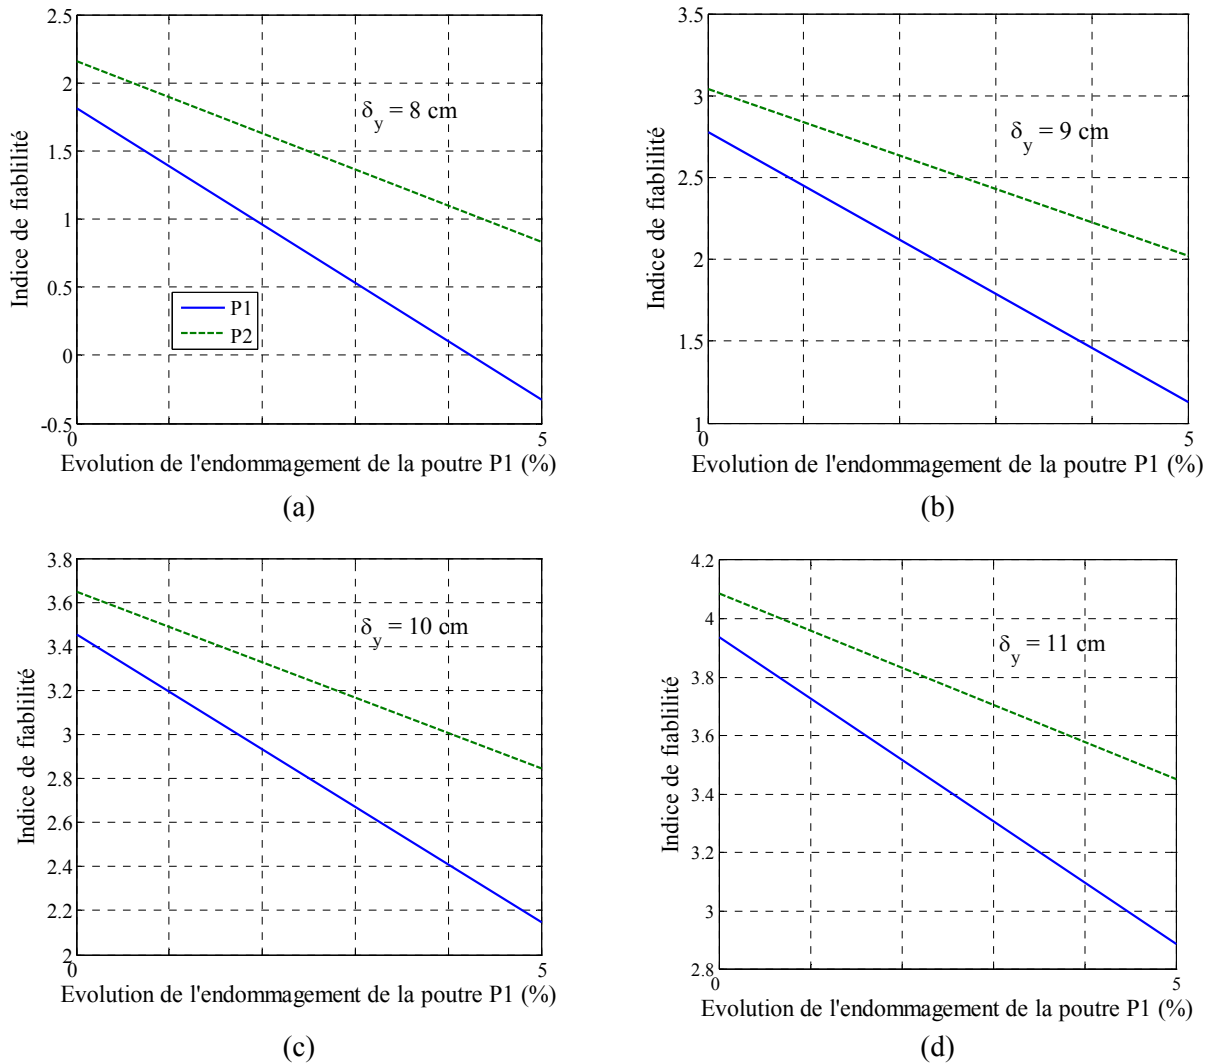 2.5
2
1.5
1
0.5
0
-0.5
Indice de fiablilité
δy = 8 cm
P1
P2
0
5
Evolution de l'endommagement de la poutre P1 (%)
(a)
3.5
3
2.5
2
1.5
1
Indice de fiablilité
δy = 9 cm
0
5
Evolution de l'endommagement de la poutre P1 (%)
(b)
3.8
3.6
3.4
3.2
3
2.8
2.6
2.4
2.2
2
Indice de fiablilité
δy = 10 cm
0
5
Evolution de l'endommagement de la poutre P1 (%)
(c)
4.2
4
3.8
3.6
3.4
3.2
3
2.8
Indice de fiablilité
δy = 11 cm
0
5
Evolution de l'endommagement de la poutre P1 (%)
(d)